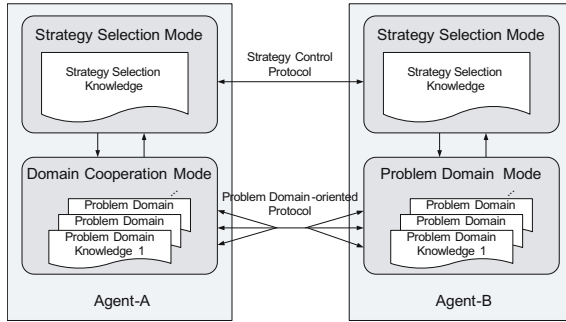 Strategy Selection Mode
Strategy Selection
Knowledge
Strategy Control
Protocol
Strategy Selection Mode
Strategy Selection
Knowledge
Domain Cooperation Mode
...
Problem Domain
Problem Domain
Problem Domain
Knowledge 1
Problem Domain-oriented
Protocol
Problem Domain Mode
...
Problem Domain
Problem Domain
Problem Domain
Knowledge 1
Agent-A
Agent-B